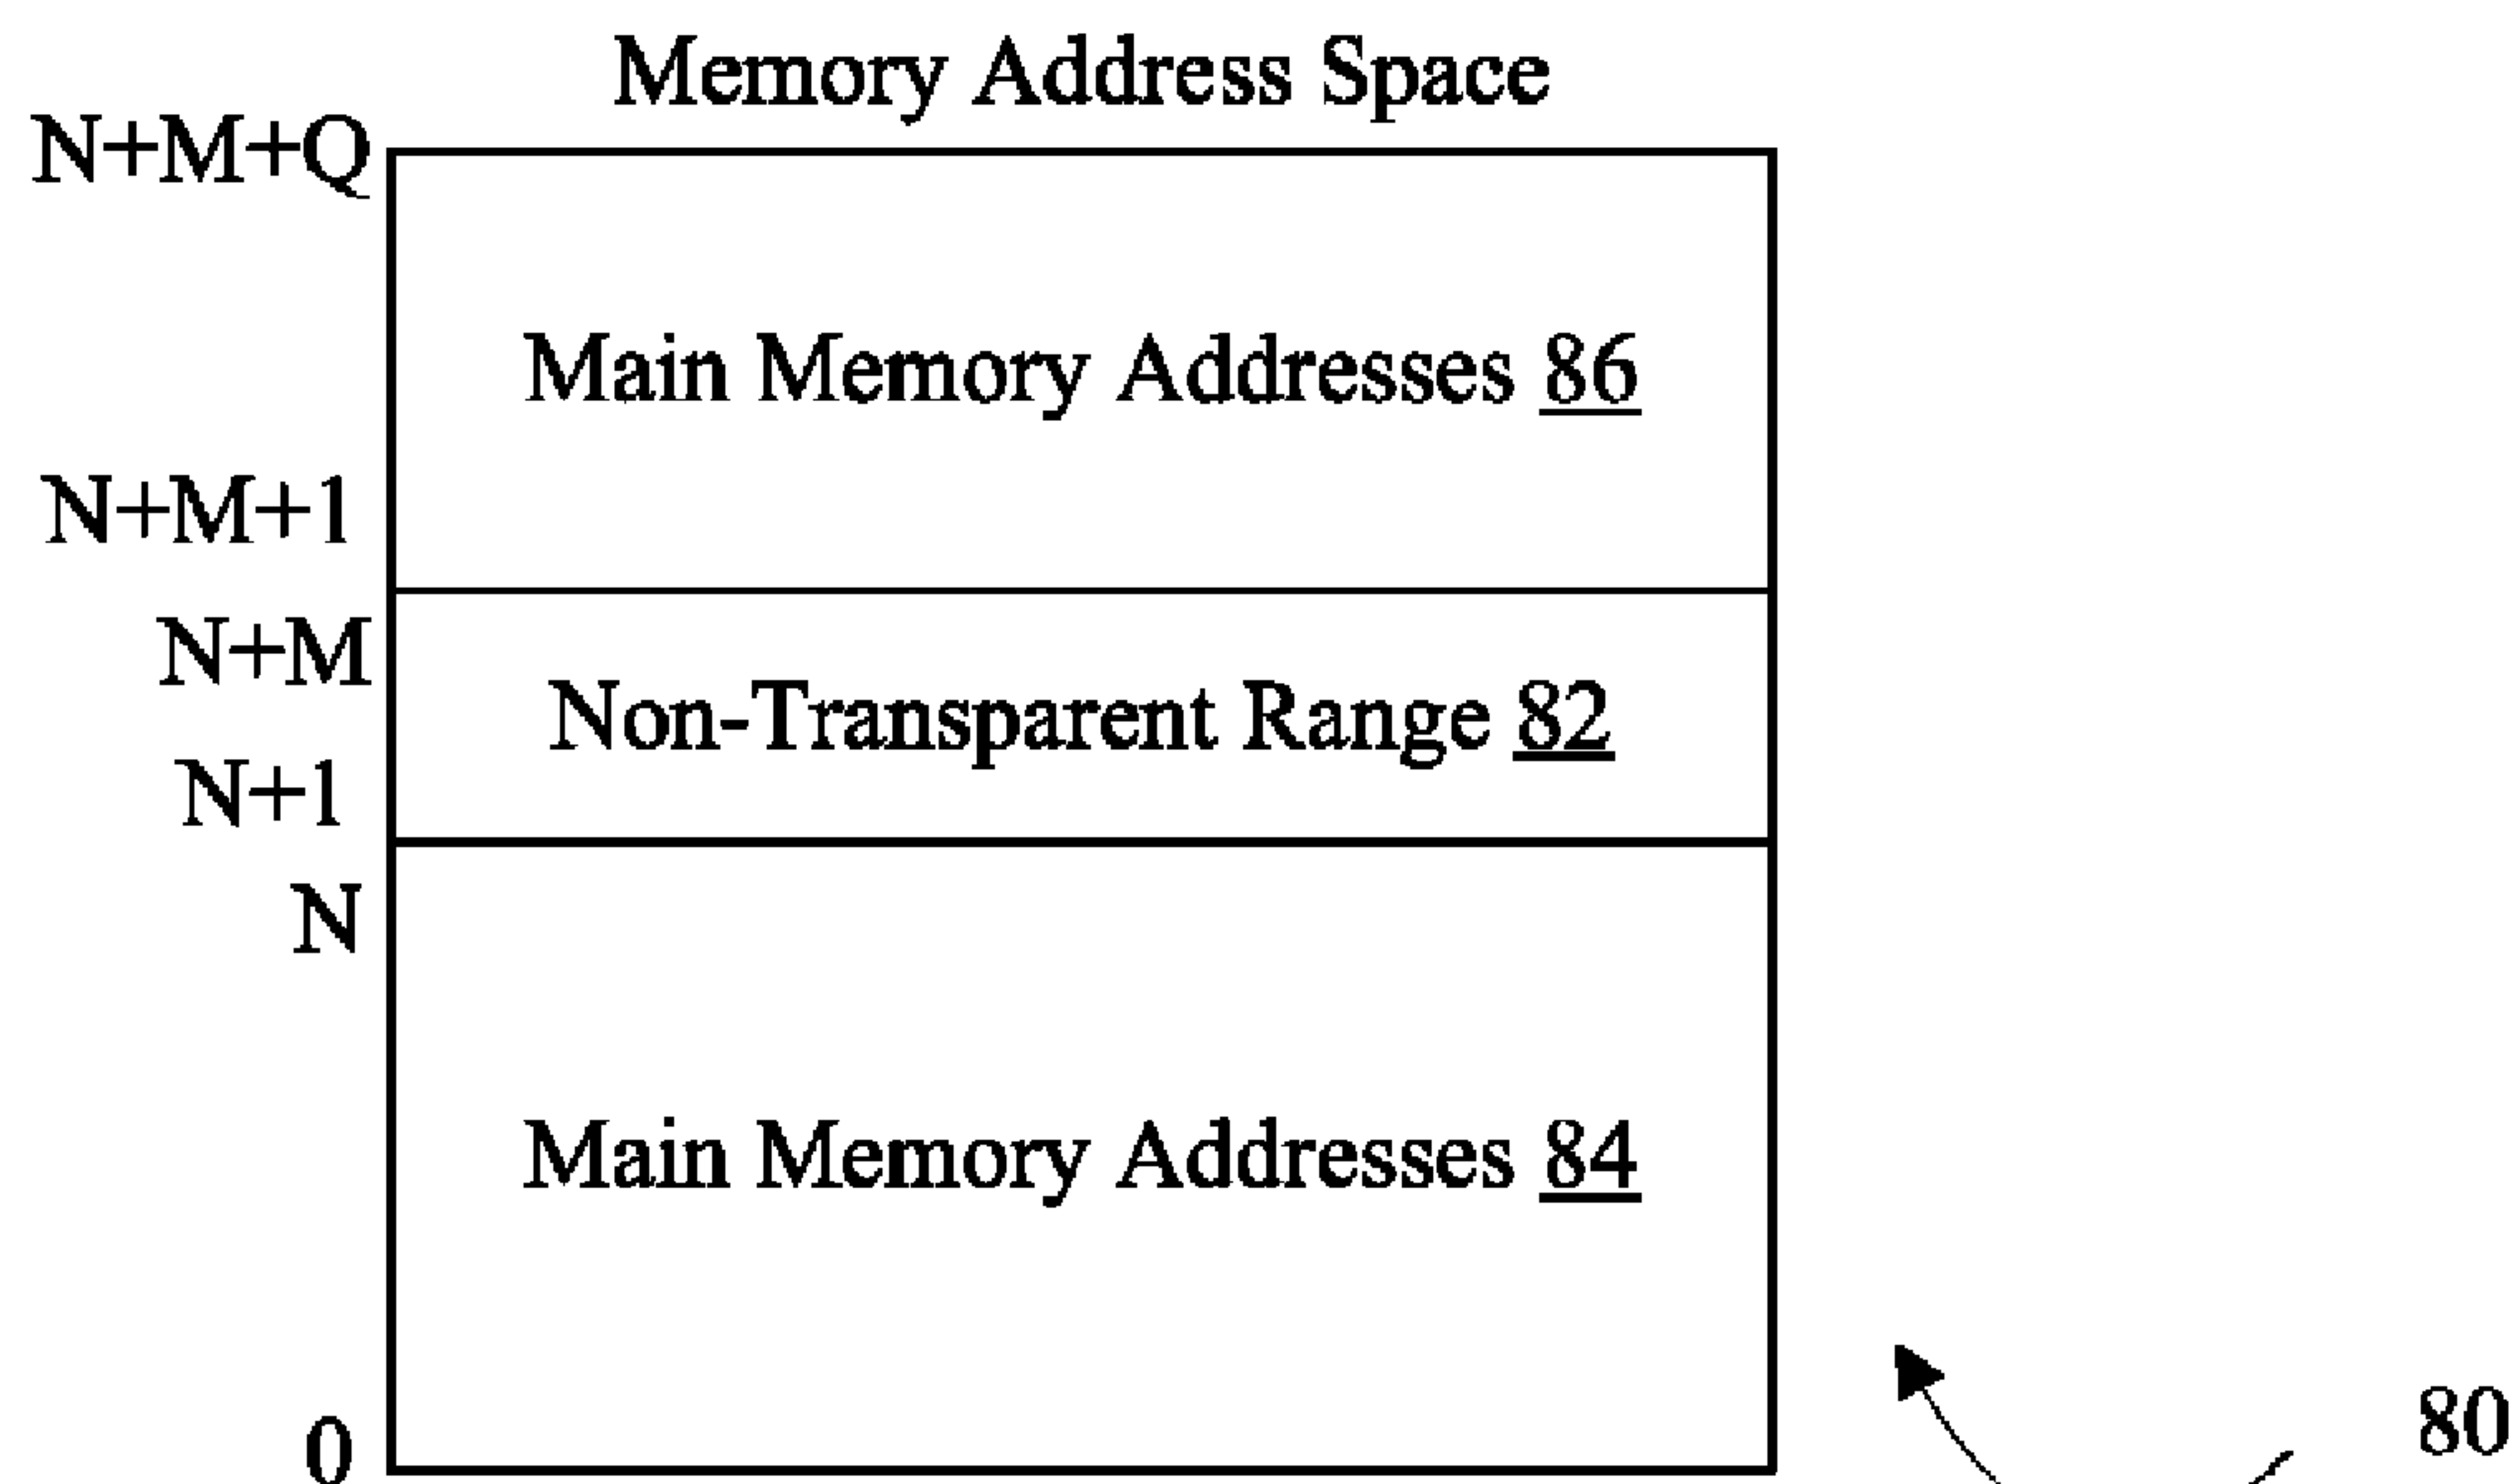 Memory Address Space
N+M+Q
Main Memory Addresses 86
N+M+1
N+M
Non-Transparent Range 82
N+1
N
Main Memory Addresses 84
0
80